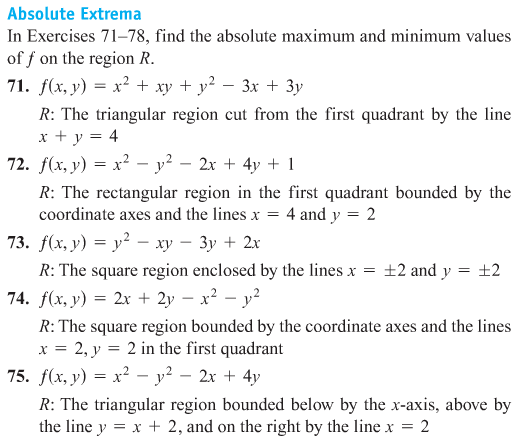 Absolute Extrema
In Exercises 71–78, find the absolute maximum and minimum values
of f on the region R.
71. f(x, y) = x² + xy + y² − 3x + 3y
R: The triangular region cut from the first quadrant by the line
x + y = 4
72. f(x, y) = x² − y² − 2x + 4y + 1
R: The rectangular region in the first quadrant bounded by the
coordinate axes and the lines x = 4 and y = 2
73. f(x, y) = y² − xy − 3y + 2x
R: The square region enclosed by the lines x = ±2 and y = ±2
74. f(x, y) = 2x + 2y − x² − y²
R: The square region bounded by the coordinate axes and the lines
x = 2, y = 2 in the first quadrant
75. f(x, y) = x² − y² − 2x + 4y
R: The triangular region bounded below by the x-axis, above by
the line y = x + 2, and on the right by the line x = 2